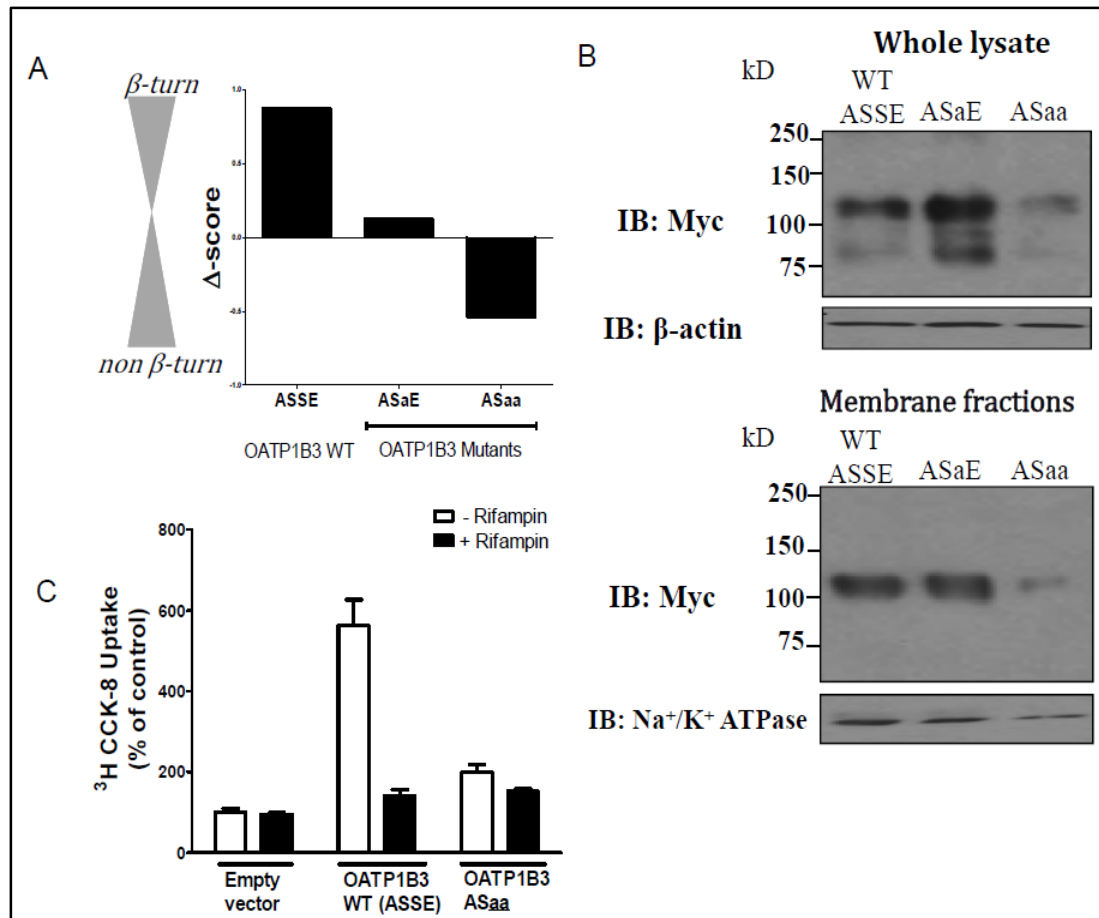 A
β-turn
non β-turn
Δ-score
1.0
0.5
0.0
-0.5
-1.0
ASSE
ASaE
ASaa
OATP1B3 WT
OATP1B3 Mutants
B
Whole lysate
kD
WT
ASSE
ASaE
ASaa
250
150
100
75
IB: Myc
IB: β-actin
Membrane fractions
kD
WT
ASSE
ASaE
ASaa
250
150
100
75
IB: Myc
IB: Na⁺/K⁺ ATPase
C
- Rifampin
+ Rifampin
³H CCK-8 Uptake
(% of control)
800
600
400
200
0
Empty
vector
OATP1B3
WT (ASSE)
OATP1B3
ASaa